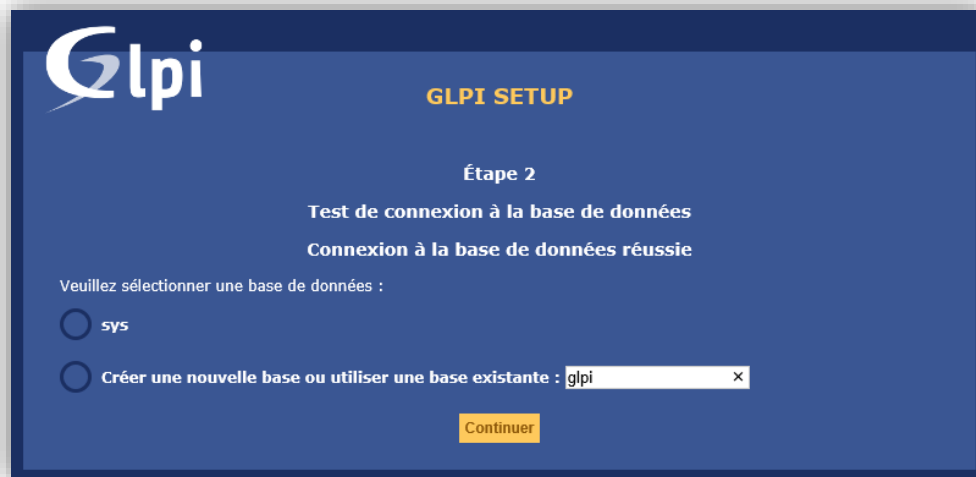 Glpi
GLPI SETUP
Étape 2
Test de connexion à la base de données
Connexion à la base de données réussie
Veuillez sélectionner une base de données :
sys
Créer une nouvelle base ou utiliser une base existante : glpi ×
Continuer